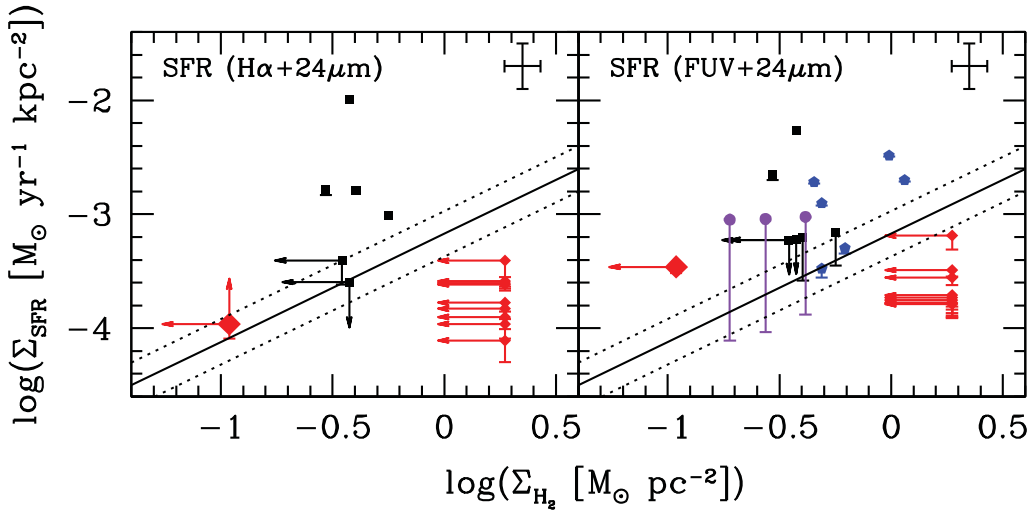 SFR (Hα+24μm)
SFR (FUV+24μm)
log(Σ_SFR [M_⊙ yr⁻¹ kpc⁻²])
−2
−3
−4
−1
−0.5
0
0.5
−1
−0.5
0
0.5
log(Σ_H₂ [M_⊙ pc⁻²])